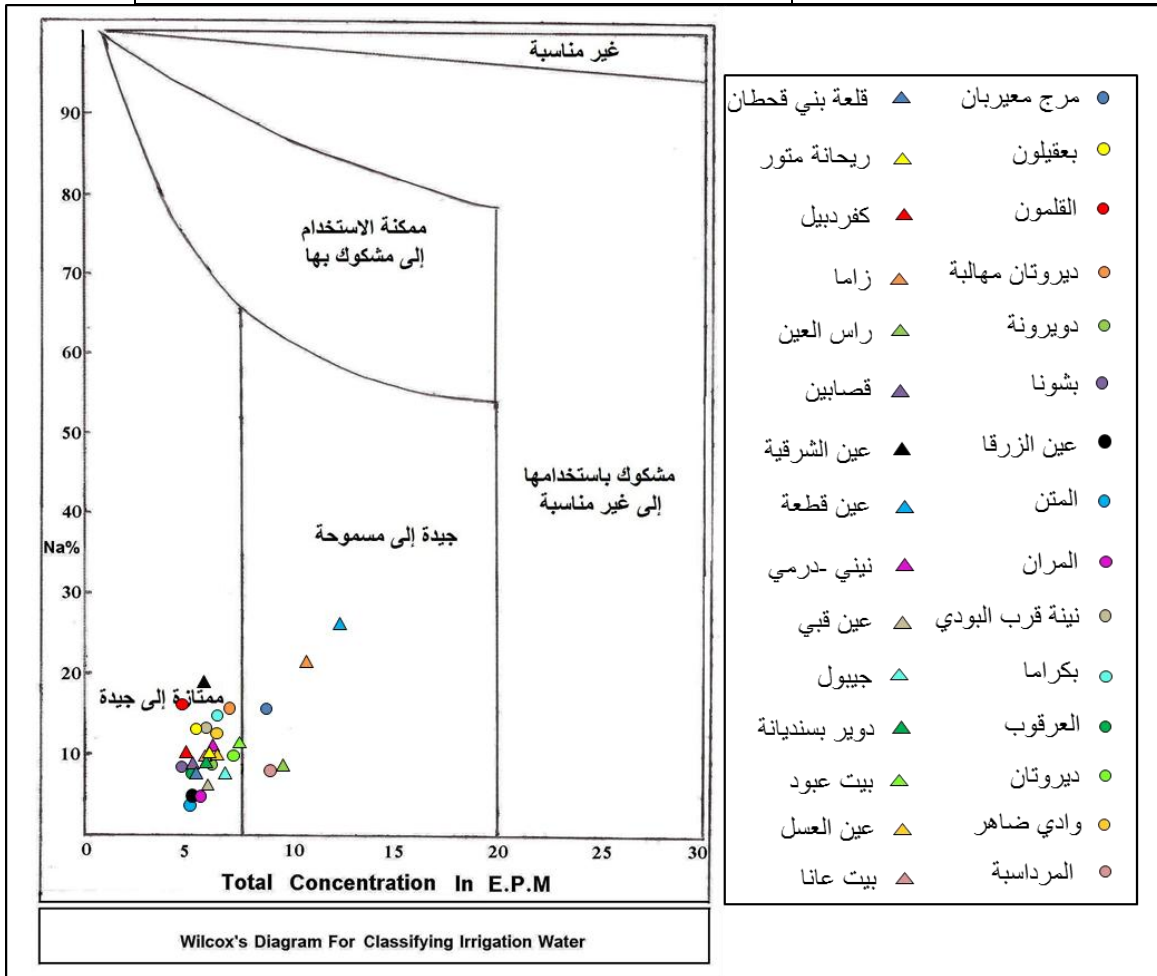 غير مناسبة
90
80
ممكنة الاستخدام
إلى مشكوك بها
70
60
50
مشكوك باستخدامها
إلى غير مناسبة
40
جيدة إلى مسموحة
Na%
30
20
ممتازة إلى جيدة
10
0 5 10 15 20 25 30
Total Concentration In E.P.M
Wilcox's Diagram For Classifying Irrigation Water
مرج معيربان
قلعة بني قحطان
بعقيلون
ريحانة متور
القلمون
كفردبيل
ديروتان مهالبة
زاما
دويرونة
راس العين
بشونا
قصابين
عين الزرقا
عين الشرقية
المتن
عين قطعة
المران
نيني -درمي
نينة قرب البودي
عين قبي
بكراما
جيبول
العرقوب
دوير بسنديانة
ديروتان
بيت عبود
وادي ضاهر
عين العسل
المرداسبة
بيت عانا